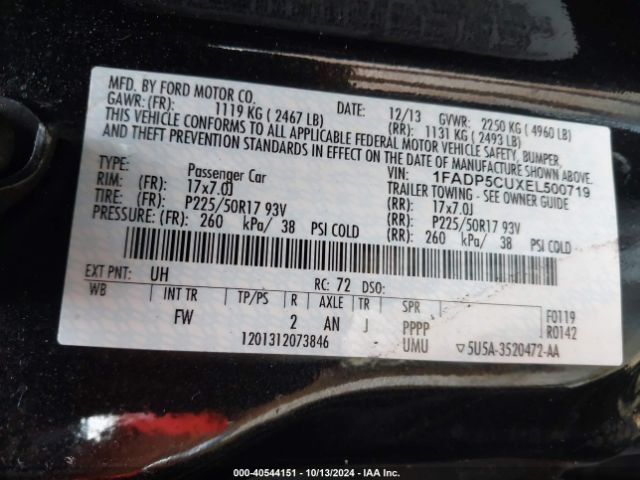 MFD. BY FORD MOTOR CO.
DATE: 12/13 GVWR: 2250 KG ( 4960 LB)
GAWR: (FR): 1119 KG ( 2467 LB) (RR): 1131 KG ( 2493 LB)
THIS VEHICLE CONFORMS TO ALL APPLICABLE FEDERAL MOTOR VEHICLE SAFETY, BUMPER,
AND THEFT PREVENTION STANDARDS IN EFFECT ON THE DATE OF MANUFACTURE SHOWN ABOVE.
VIN: 1FADP5CUXEL500719
TYPE: Passenger Car TRAILER TOWING - SEE OWNER GUIDE
RIM: (FR): 17x7.0J (RR): 17x7.0J
TIRE: (FR): P225/50R17 93V (RR): P225/50R17 93V
PRESSURE: (FR): 260 kPa/ 38 PSI COLD (RR): 260 kPa/ 38 PSI COLD
EXT PNT: UH RC: 72 DSO:
WB INT TR TP/PS R AXLE TR SPR
FW 2 AN J PPPP F0119
1201312073846 UMU R0142
▽5U5A-3520472-AA
000-40544151 - 10/13/2024 - IAA Inc.